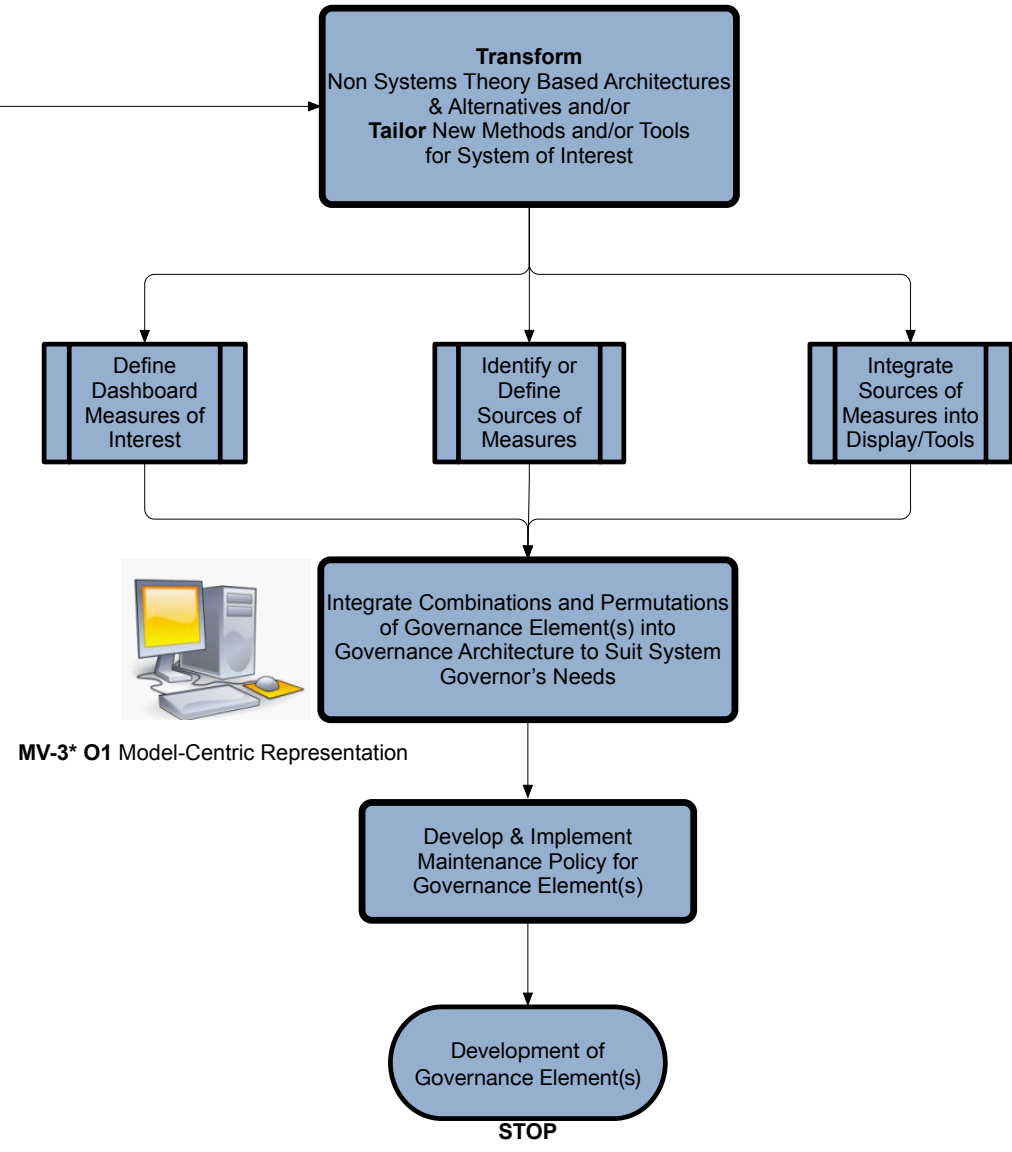 Transform
Non Systems Theory Based Architectures
& Alternatives and/or
Tailor New Methods and/or Tools
for System of Interest
Define
Dashboard
Measures of
Interest
Identify or
Define
Sources of
Measures
Integrate
Sources of
Measures into
Display/Tools
Integrate Combinations and Permutations
of Governance Element(s) into
Governance Architecture to Suit System
Governor’s Needs
MV-3* O1 Model-Centric Representation
Develop & Implement
Maintenance Policy for
Governance Element(s)
Development of
Governance Element(s)
STOP